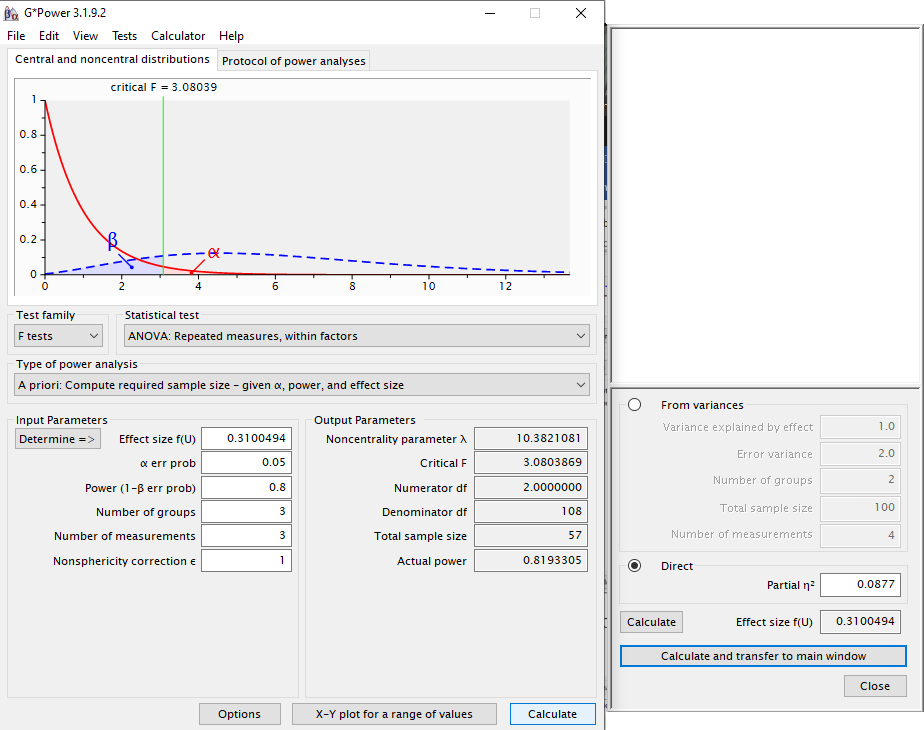 G*Power 3.1.9.2
File Edit View Tests Calculator Help
Central and noncentral distributions Protocol of power analyses
critical F = 3.08039
1
0.8
0.6
0.4
0.2
0
β
α
0 2 4 6 8 10 12
Test family Statistical test
F tests ANOVA: Repeated measures, within factors
Type of power analysis
A priori: Compute required sample size - given α, power, and effect size
Input Parameters
Determine => Effect size f(U) 0.3100494
α err prob 0.05
Power (1-β err prob) 0.8
Number of groups 3
Number of measurements 3
Nonsphericity correction ϵ 1
Output Parameters
Noncentrality parameter λ 10.3821081
Critical F 3.0803869
Numerator df 2.0000000
Denominator df 108
Total sample size 57
Actual power 0.8193305
Options X-Y plot for a range of values Calculate
From variances
Variance explained by effect 1.0
Error variance 2.0
Number of groups 2
Total sample size 100
Number of measurements 4
Direct
Partial η² 0.0877
Calculate Effect size f(U) 0.3100494
Calculate and transfer to main window
Close